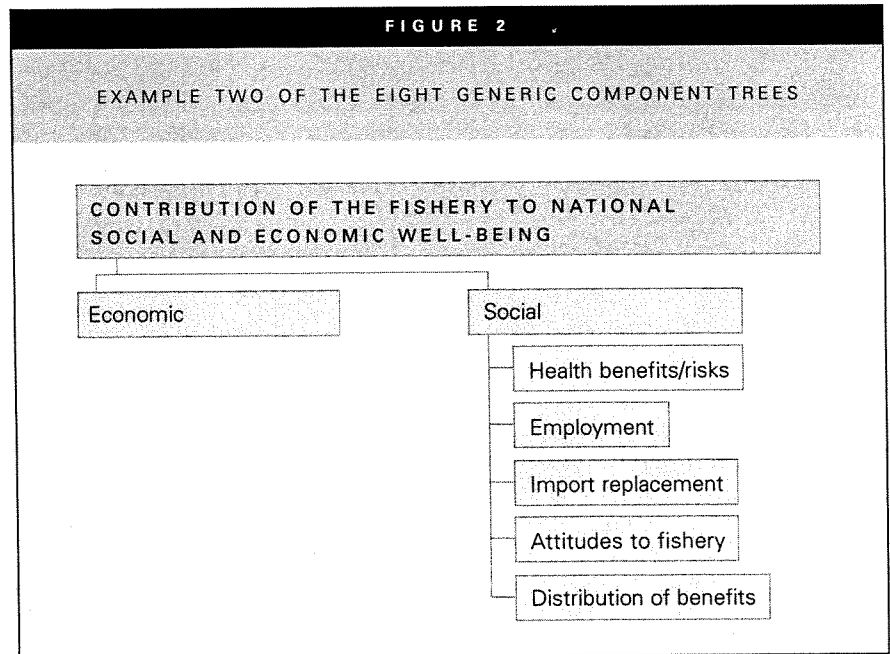 FIGURE 2
EXAMPLE TWO OF THE EIGHT GENERIC COMPONENT TREES
CONTRIBUTION OF THE FISHERY TO NATIONAL
SOCIAL AND ECONOMIC WELL-BEING
Economic
Social
Health benefits/risks
Employment
Import replacement
Attitudes to fishery
Distribution of benefits